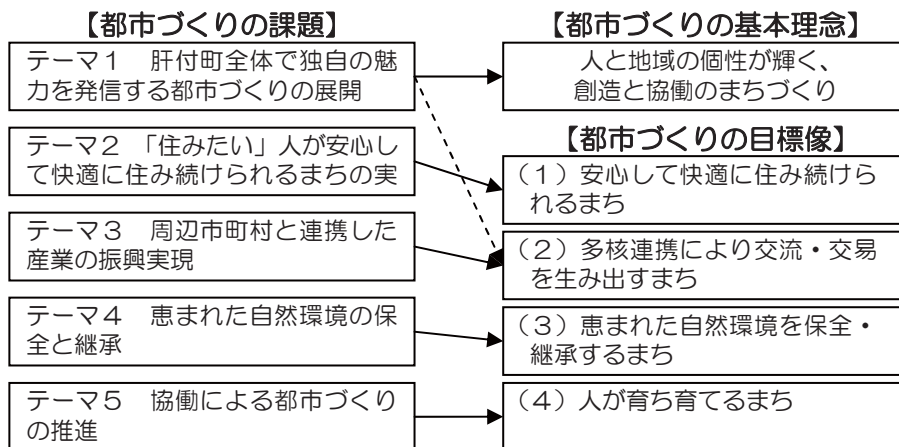 【都市づくりの課題】
テーマ1 肝付町全体で独自の魅
力を発信する都市づくりの展開
テーマ2 「住みたい」人が安心し
て快適に住み続けられるまちの実
テーマ3 周辺市町村と連携した
産業の振興実現
テーマ4 恵まれた自然環境の保
全と継承
テーマ5 協働による都市づくり
の推進
【都市づくりの基本理念】
人と地域の個性が輝く、
創造と協働のまちづくり
【都市づくりの目標像】
(1)安心して快適に住み続けら
れるまち
(2)多核連携により交流・交易
を生み出すまち
(3)恵まれた自然環境を保全・
継承するまち
(4)人が育ち育てるまち